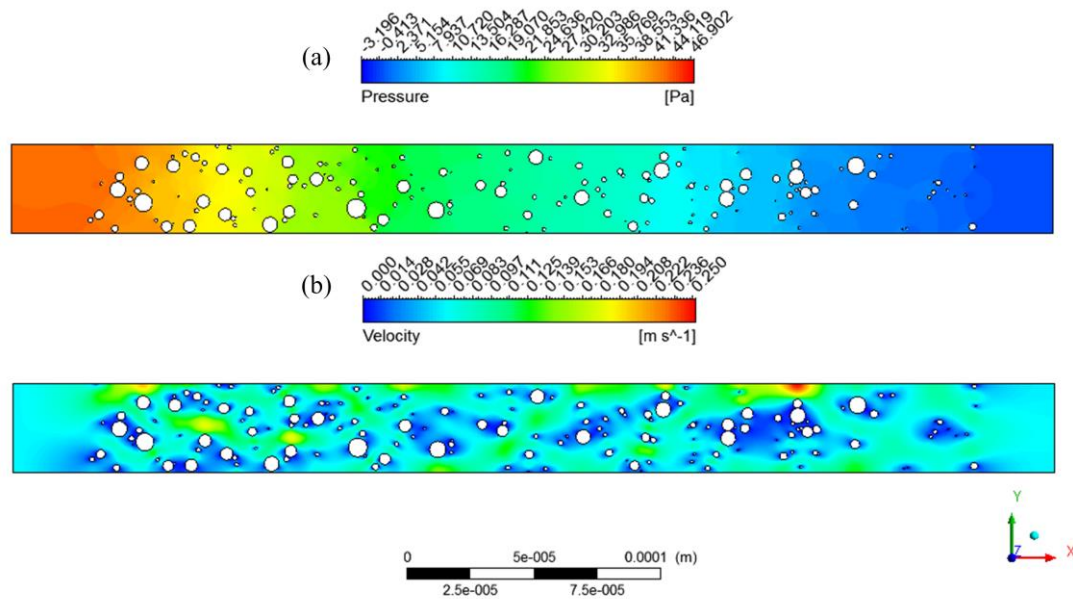 -3.196 -0.413 2.371 5.154 7.937 10.720 13.504 16.287 19.070 21.853 24.636 27.420 30.203 32.986 35.769 38.553 41.336 44.119 46.902
(a)
Pressure [Pa]
0.000 0.014 0.028 0.042 0.055 0.069 0.083 0.097 0.111 0.125 0.139 0.153 0.166 0.180 0.194 0.208 0.222 0.236 0.250
(b)
Velocity [m s^-1]
Y
Z X
0 5e-005 0.0001 (m)
2.5e-005 7.5e-005